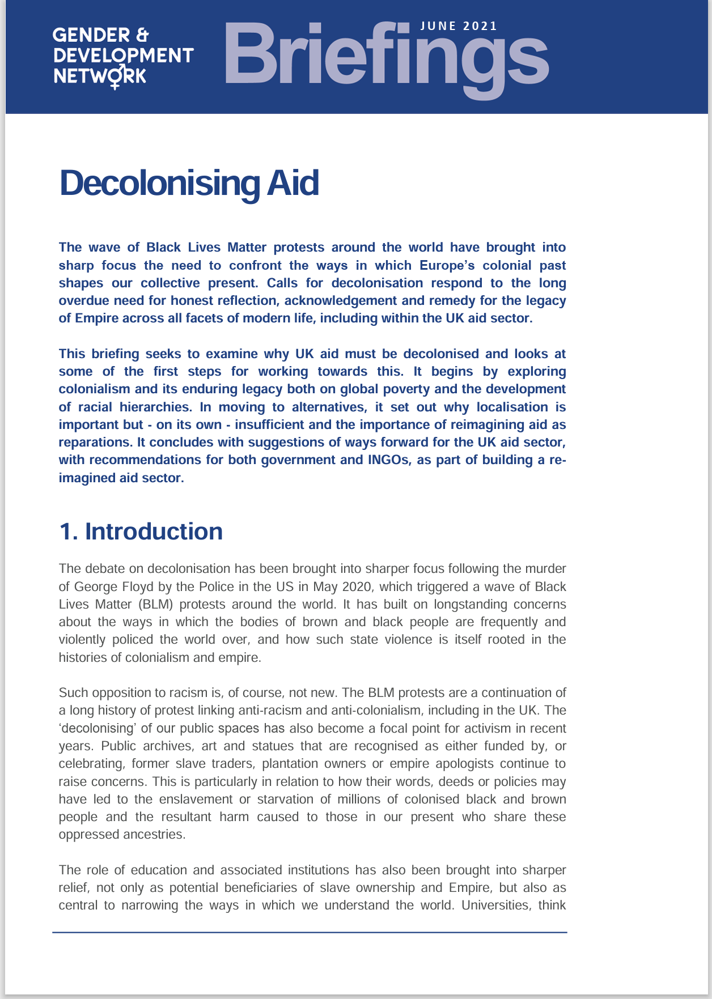 GENDER &
DEVELOPMENT
NETWORK
JUNE 2021
Briefings
Decolonising Aid
The wave of Black Lives Matter protests around the world have brought into
sharp focus the need to confront the ways in which Europe’s colonial past
shapes our collective present. Calls for decolonisation respond to the long
overdue need for honest reflection, acknowledgement and remedy for the legacy
of Empire across all facets of modern life, including within the UK aid sector.
This briefing seeks to examine why UK aid must be decolonised and looks at
some of the first steps for working towards this. It begins by exploring
colonialism and its enduring legacy both on global poverty and the development
of racial hierarchies. In moving to alternatives, it set out why localisation is
important but - on its own - insufficient and the importance of reimagining aid as
reparations. It concludes with suggestions of ways forward for the UK aid sector,
with recommendations for both government and INGOs, as part of building a re-
imagined aid sector.
1. Introduction
The debate on decolonisation has been brought into sharper focus following the murder
of George Floyd by the Police in the US in May 2020, which triggered a wave of Black
Lives Matter (BLM) protests around the world. It has built on longstanding concerns
about the ways in which the bodies of brown and black people are frequently and
violently policed the world over, and how such state violence is itself rooted in the
histories of colonialism and empire.
Such opposition to racism is, of course, not new. The BLM protests are a continuation of
a long history of protest linking anti-racism and anti-colonialism, including in the UK. The
‘decolonising’ of our public spaces has also become a focal point for activism in recent
years. Public archives, art and statues that are recognised as either funded by, or
celebrating, former slave traders, plantation owners or empire apologists continue to
raise concerns. This is particularly in relation to how their words, deeds or policies may
have led to the enslavement or starvation of millions of colonised black and brown
people and the resultant harm caused to those in our present who share these
oppressed ancestries.
The role of education and associated institutions has also been brought into sharper
relief, not only as potential beneficiaries of slave ownership and Empire, but also as
central to narrowing the ways in which we understand the world. Universities, think